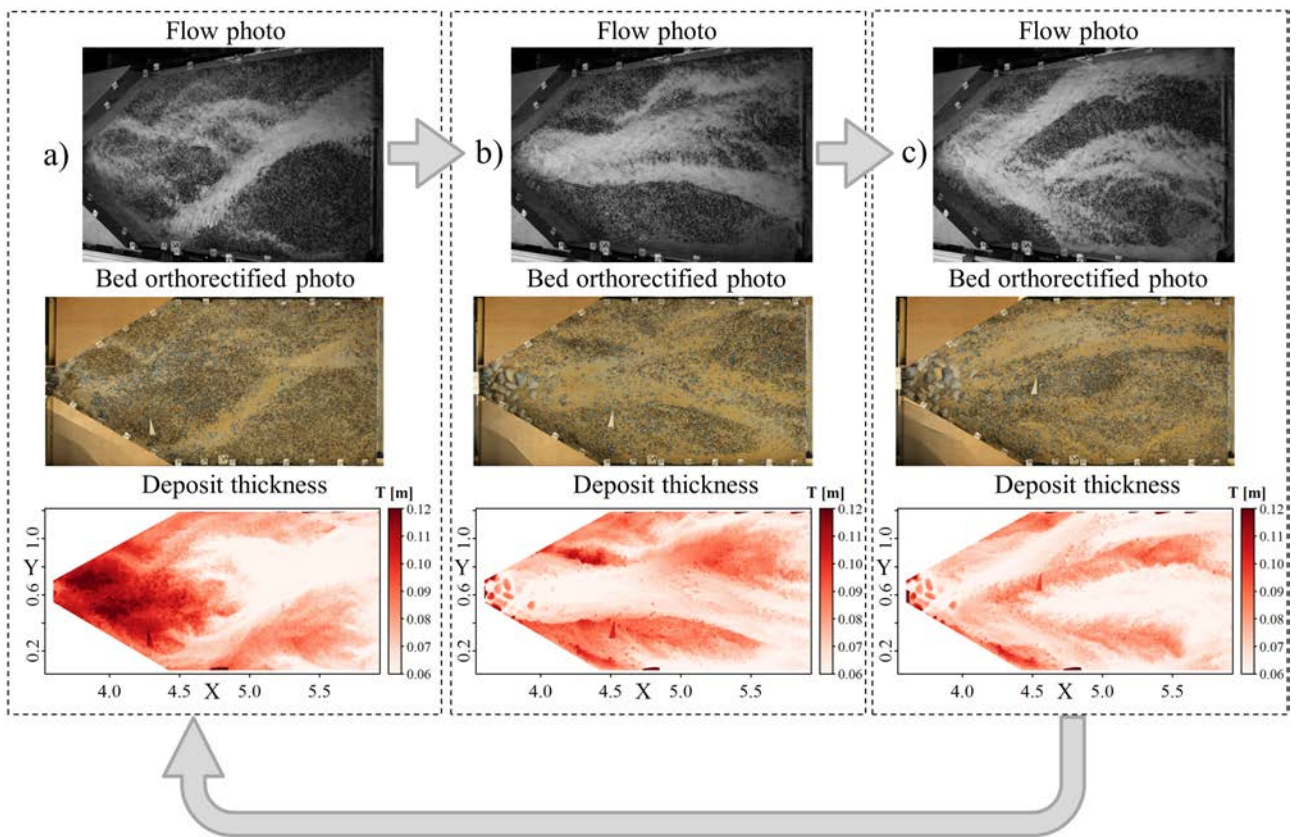 Flow photo
Flow photo
Flow photo
a)
b)
c)
Bed orthorectified photo
Bed orthorectified photo
Bed orthorectified photo
Deposit thickness
T [m]
Deposit thickness
T [m]
Deposit thickness
T [m]
Y
1.0
0.6
0.2
4.0
4.5
X
5.0
5.5
0.12
0.11
0.10
0.09
0.08
0.07
0.06
Y
1.0
0.6
0.2
4.0
4.5
X
5.0
5.5
0.12
0.11
0.10
0.09
0.08
0.07
0.06
Y
1.0
0.6
0.2
4.0
4.5
X
5.0
5.5
0.12
0.11
0.10
0.09
0.08
0.07
0.06